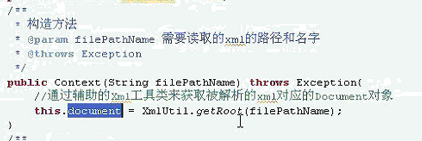 /**
* 构造方法
* @param filePathName 需要读取的xml的路径和名字
* @throws Exception
*/
public Context(String filePathName) throws Exception{
//通过辅助的Xml工具类来获取被解析的xml对应的Document对象
this.document = XmlUtil.getRoot(filePathName);
}
/**